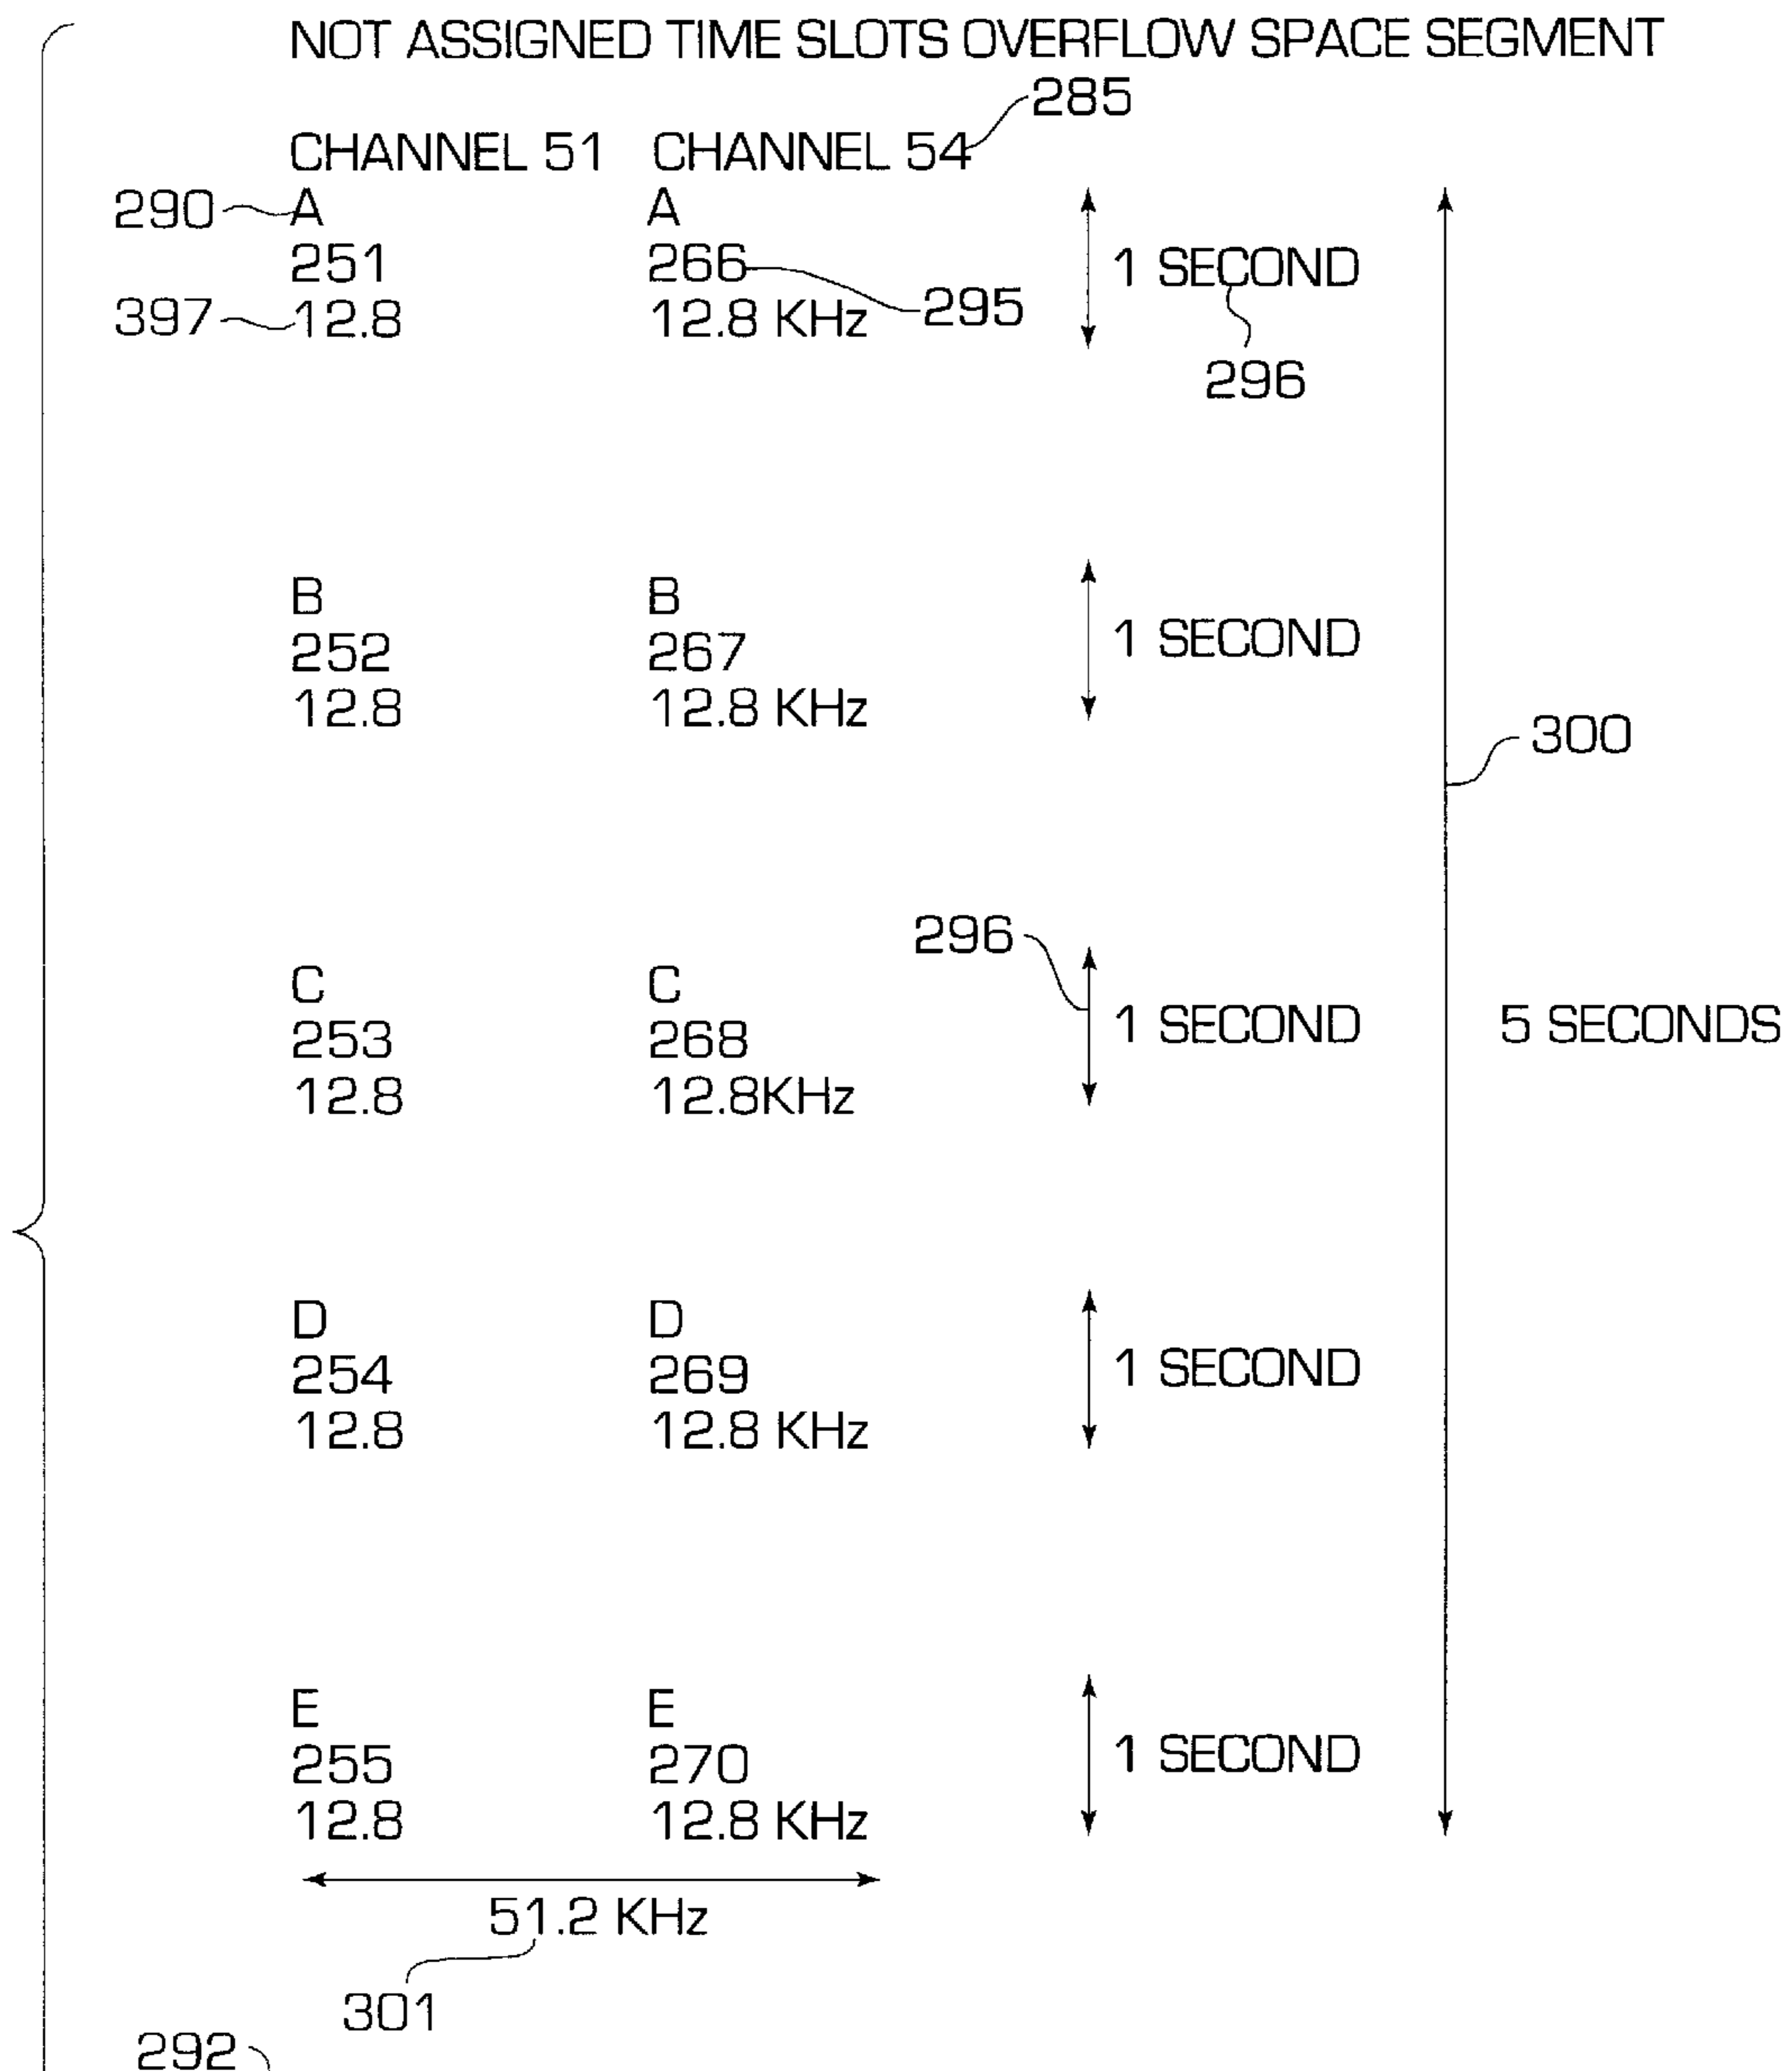 NOT ASSIGNED TIME SLOTS OVERFLOW SPACE SEGMENT
285
CHANNEL 51 CHANNEL 54
290 A A
251 266 1 SECOND
397 12.8 12.8 KHz 295
296
B B
252 267 1 SECOND
12.8 12.8 KHz
300
296
C C
253 268 1 SECOND 5 SECONDS
12.8 12.8KHz
D D
254 269 1 SECOND
12.8 12.8 KHz
E E
255 270 1 SECOND
12.8 12.8 KHz
51.2 KHz
301
292